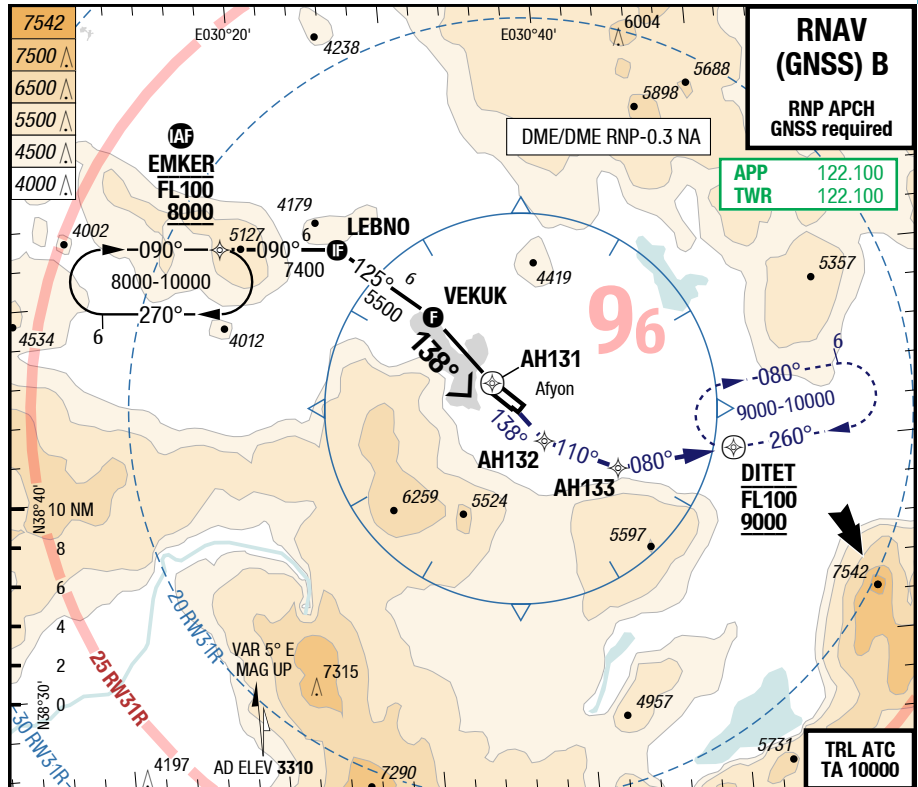 7542
7500
6500
5500
4500
4000
E030°20'
4238
E030°40'
6004
5688
5898
RNAV
(GNSS) B
RNP APCH
GNSS required
DME/DME RNP-0.3 NA
APP 122.100
TWR 122.100
IAF
EMKER
FL100
8000
4179
4002
090°
5127
090°
6
7400
IF
LEBNO
8000-10000
270°
6
4012
4534
125°
6
5500
VEKUK
F
138°
4419
96
5357
AH131
Afyon
6
080°
9000-10000
260°
138°
AH132
110°
AH133
080°
DITET
FL100
9000
6259
5524
5597
7542
N38°40'
10 NM
8
6
4
2
0
N38°30'
20 RW31R
25 RW31R
30 RW31R
VAR 5° E
MAG UP
7315
4957
5731
4197
AD ELEV 3310
7290
TRL ATC
TA 10000